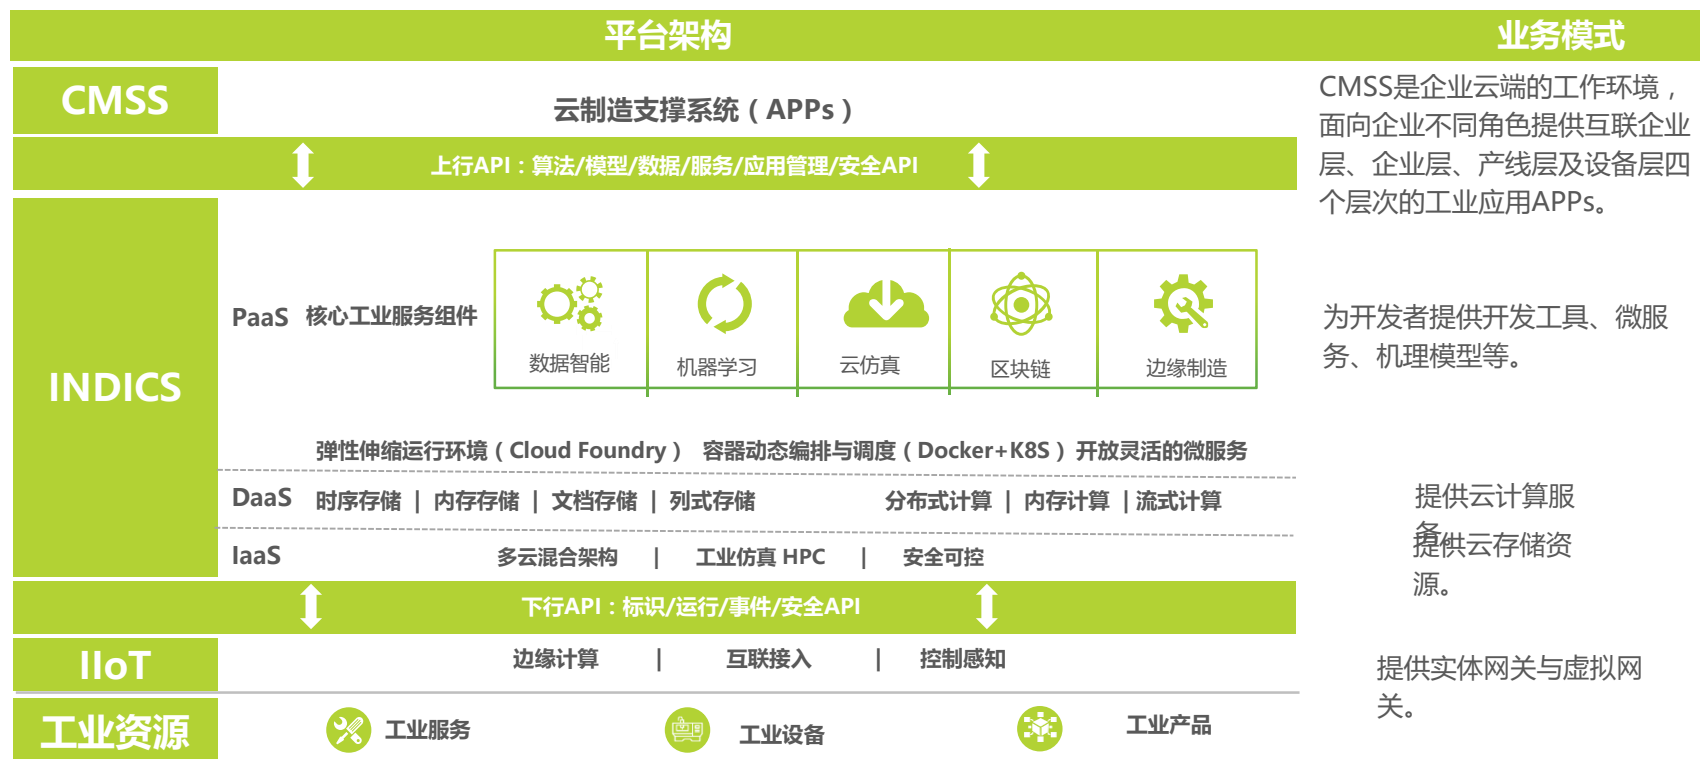 平台架构
业务模式
CMSS
云制造支撑系统（APPs）
上行API：算法/模型/数据/服务/应用管理/安全API
CMSS是企业云端的工作环境，
面向企业不同角色提供互联企业
层、企业层、产线层及设备层四
个层次的工业应用APPs。
INDICS
PaaS 核心工业服务组件
数据智能
机器学习
云仿真
区块链
边缘制造
为开发者提供开发工具、微服
务、机理模型等。
弹性伸缩运行环境（Cloud Foundry） 容器动态编排与调度（Docker+K8S）开放灵活的微服务
DaaS 时序存储 | 内存存储 | 文档存储 | 列式存储 分布式计算 | 内存计算 | 流式计算
提供云计算服
务。
IaaS 多云混合架构 | 工业仿真 HPC | 安全可控
提供云存储资
源。
下行API：标识/运行/事件/安全API
IIoT
边缘计算 | 互联接入 | 控制感知
提供实体网关与虚拟网
关。
工业资源
工业服务
工业设备
工业产品